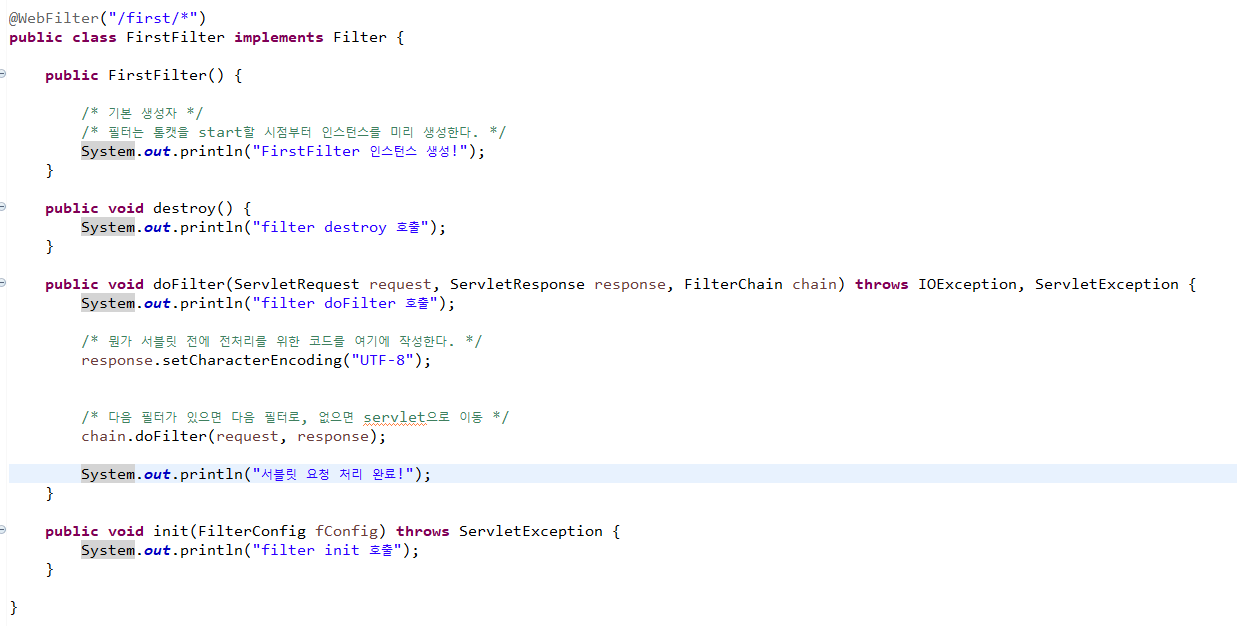 @WebFilter("/first/*")
public class FirstFilter implements Filter {
public FirstFilter() {
/* 기본 생성자 */
/* 필터는 톰캣을 start할 시점부터 인스턴스를 미리 생성한다. */
System.out.println("FirstFilter 인스턴스 생성!");
}
public void destroy() {
System.out.println("filter destroy 호출");
}
public void doFilter(ServletRequest request, ServletResponse response, FilterChain chain) throws IOException, ServletException {
System.out.println("filter doFilter 호출");
/* 뭔가 서블릿 전에 전처리를 위한 코드를 여기에 작성한다. */
response.setCharacterEncoding("UTF-8");
/* 다음 필터가 있으면 다음 필터로, 없으면 servlet으로 이동 */
chain.doFilter(request, response);
System.out.println("서블릿 요청 처리 완료!");
}
public void init(FilterConfig fConfig) throws ServletException {
System.out.println("filter init 호출");
}
}